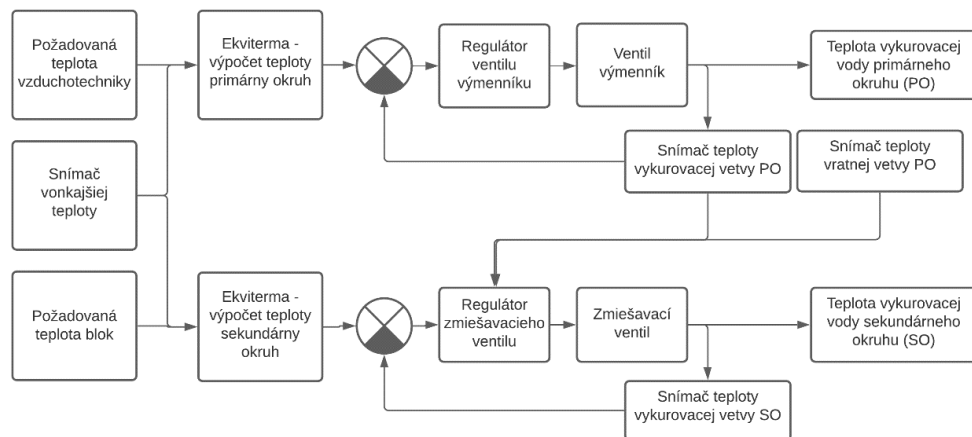 Požadovaná
teplota
vzduchotechniky
Ekviterma -
výpočet teploty
primárny okruh
Regulátor
ventilu
výmenníku
Ventil
výmenník
Teplota vykurovacej
vody primárneho
okruhu (PO)
Snímač
vonkajšiej
teploty
Snímač teploty
vykurovacej vetvy PO
Snímač teploty
vratnej vetvy PO
Požadovaná
teplota blok
Ekviterma -
výpočet teploty
sekundárny
okruh
Regulátor
zmiešavacieho
ventilu
Zmiešavací
ventil
Teplota vykurovacej
vody sekundárneho
okruhu (SO)
Snímač teploty
vykurovacej vetvy SO